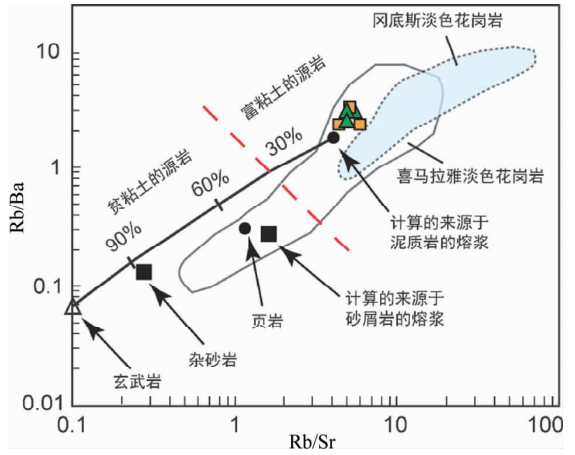 冈底斯淡色花岗岩
富粘土的源岩
贫粘土的源岩
30%
60%
90%
喜马拉雅淡色花岗岩
计算的来源于
泥质岩的熔浆
计算的来源于
砂屑岩的熔浆
页岩
杂砂岩
玄武岩
Rb/Ba
10
1
0.1
0.01
0.1
1
10
100
Rb/Sr